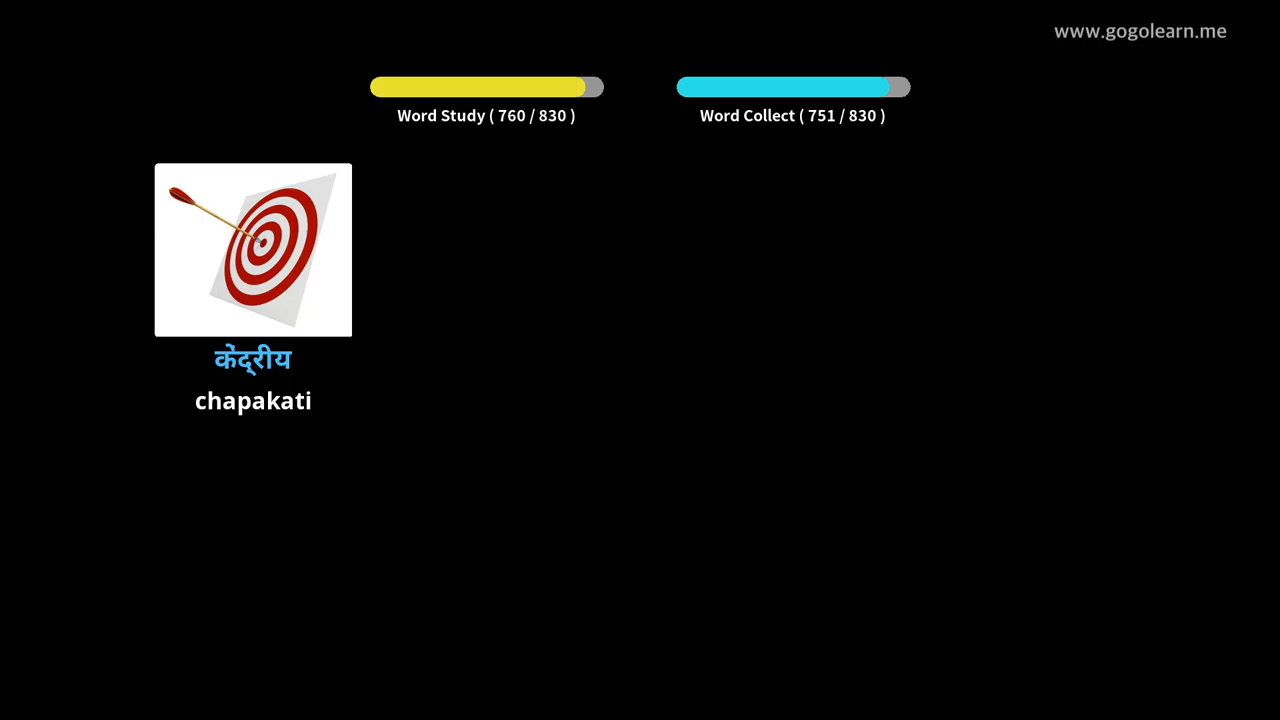 www.gogolearn.me
Word Study ( 760 / 830 )
Word Collect ( 751 / 830 )
केंद्रीय
chapakati